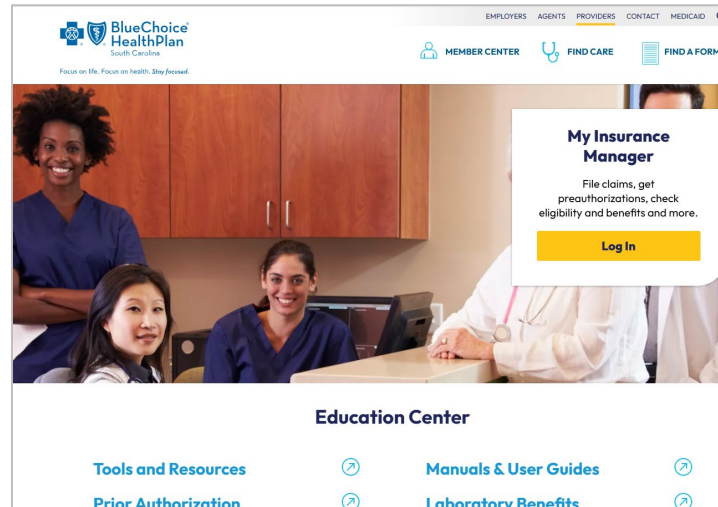 EMPLOYERS AGENTS PROVIDERS CONTACT MEDICAID
BlueChoice®
HealthPlan
South Carolina
Focus on life. Focus on health. Stay focused.
MEMBER CENTER FIND CARE FIND A FORM
My Insurance
Manager
File claims, get
preauthorizations, check
eligibility and benefits and more.
Log In
Education Center
Tools and Resources Manuals & User Guides
Prior Authorization Laboratory Benefits